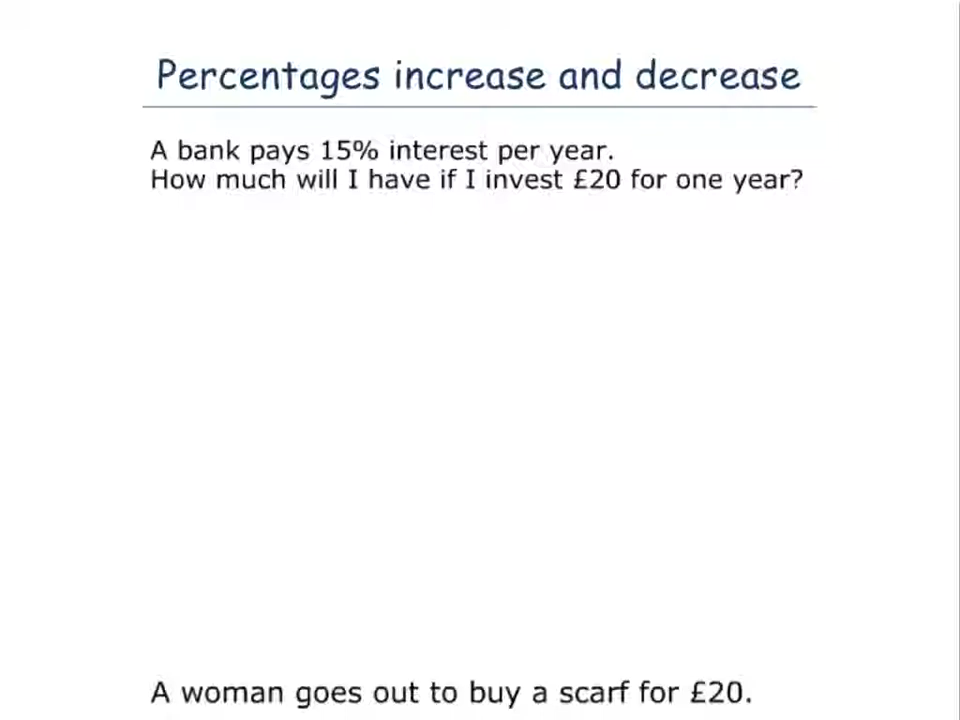 Percentages increase and decrease
A bank pays 15% interest per year.
How much will I have if I invest £20 for one year?
A woman goes out to buy a scarf for £20.